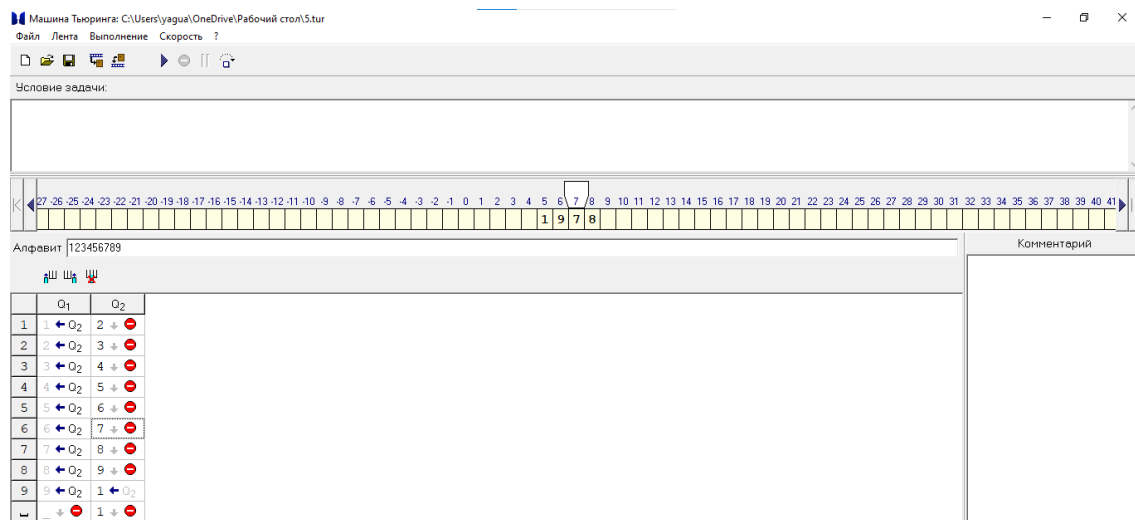 Машина Тьюринга: C:\Users\yagua\OneDrive\Рабочий стол\5.tur
Файл Лента Выполнение Скорость ?
Условие задачи:
27 -26 -25 -24 -23 -22 -21 -20 -19 -18 -17 -16 -15 -14 -13 -12 -11 -10 -9 -8 -7 -6 -5 -4 -3 -2 -1 0 1 2 3 4 5 6 7 8 9 10 11 12 13 14 15 16 17 18 19 20 21 22 23 24 25 26 27 28 29 30 31 32 33 34 35 36 37 38 39 40 41
1 9 7 8
Алфавит 123456789
Комментарий
Q1 Q2
1 1 ← Q2 2 ↓
2 2 ← Q2 3 ↓
3 3 ← Q2 4 ↓
4 4 ← Q2 5 ↓
5 5 ← Q2 6 ↓
6 6 ← Q2 7 ↓
7 7 ← Q2 8 ↓
8 8 ← Q2 9 ↓
9 9 ← Q2 1 ← Q2
_ ↓ 1 ↓